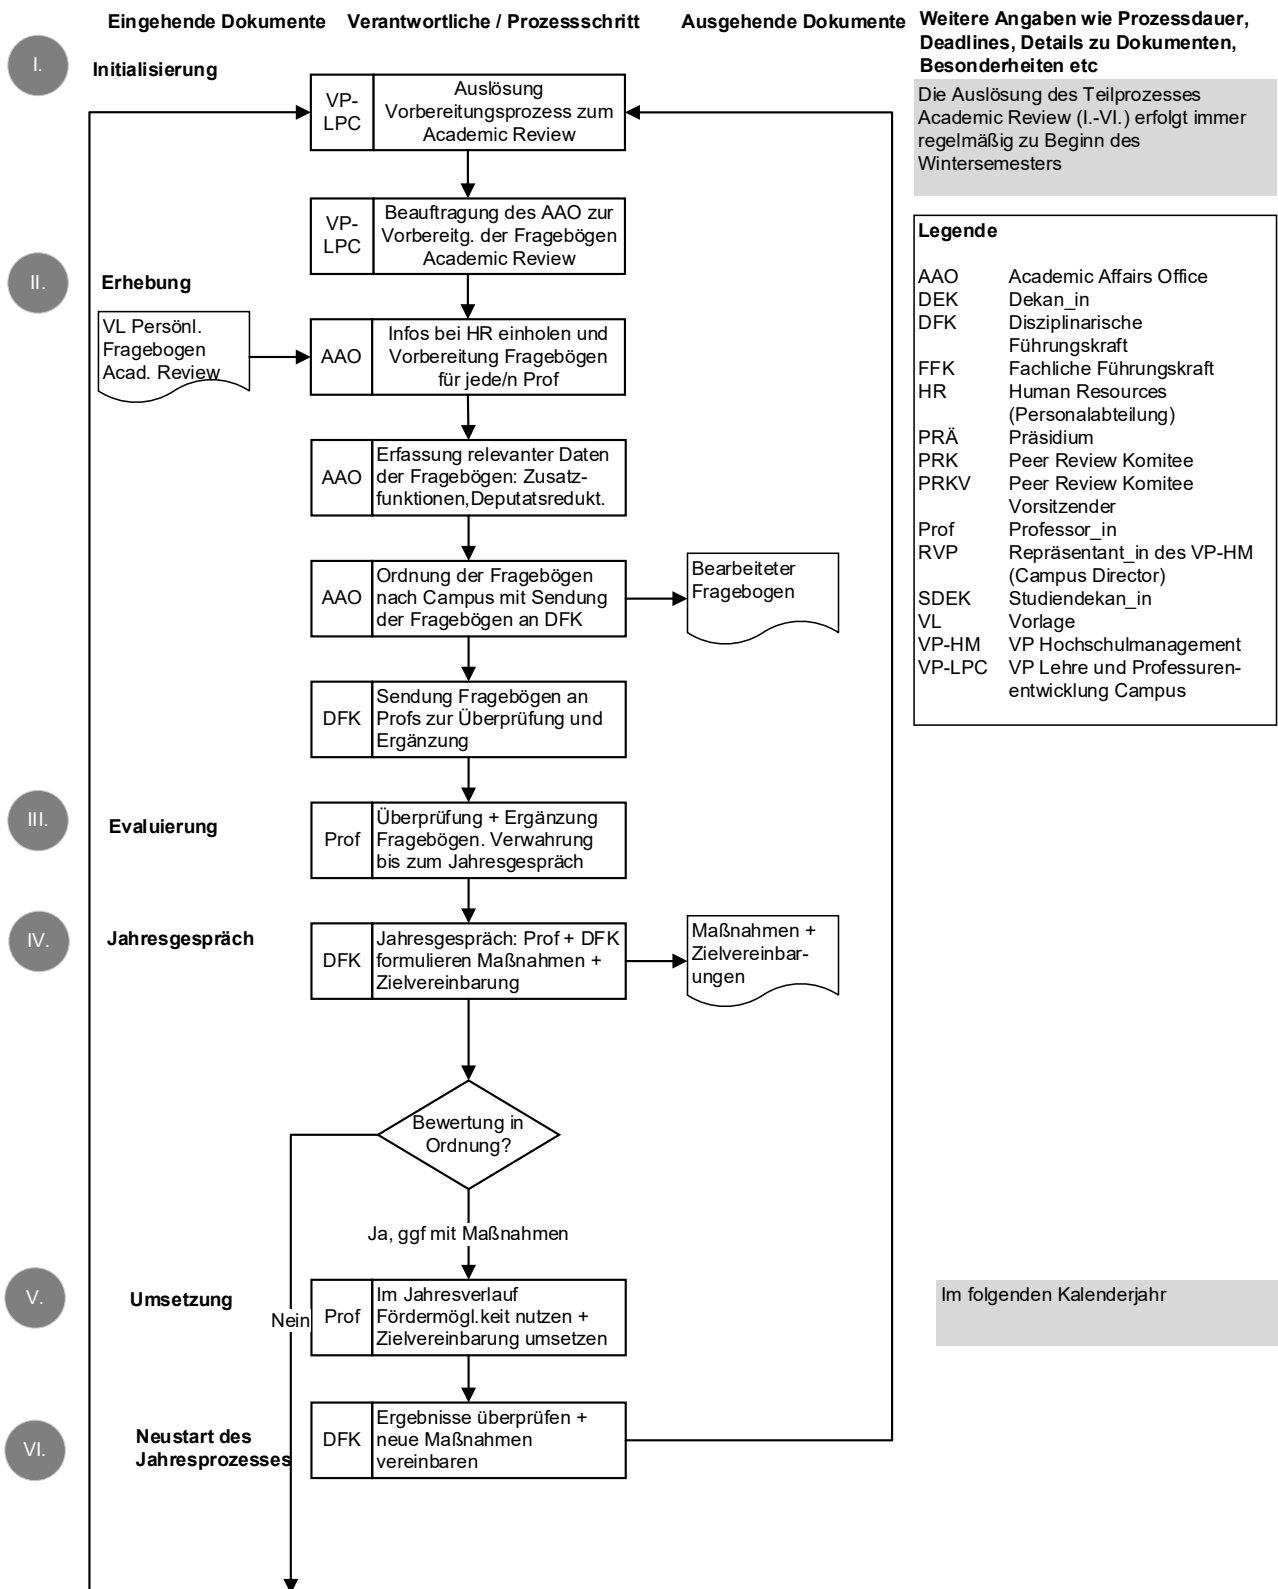 Eingehende Dokumente
Verantwortliche / Prozessschritt
Ausgehende Dokumente
Weitere Angaben wie Prozessdauer,
Deadlines, Details zu Dokumenten,
Besonderheiten etc
I.
Initialisierung
VP-
LPC
Auslösung
Vorbereitungsprozess zum
Academic Review
Die Auslösung des Teilprozesses
Academic Review (I.-VI.) erfolgt immer
regelmäßig zu Beginn des
Wintersemesters
VP-
LPC
Beauftragung des AAO zur
Vorbereitg. der Fragebögen
Academic Review
Legende
AAO Academic Affairs Office
DEK Dekan_in
DFK Disziplinarische
Führungskraft
FFK Fachliche Führungskraft
HR Human Resources
(Personalabteilung)
PRÄ Präsidium
PRK Peer Review Komitee
PRKV Peer Review Komitee
Vorsitzender
Prof Professor_in
RVP Repräsentant_in des VP-HM
(Campus Director)
SDEK Studiendekan_in
VL Vorlage
VP-HM VP Hochschulmanagement
VP-LPC VP Lehre und Professuren-
entwicklung Campus
II.
Erhebung
VL Persönl.
Fragebogen
Acad. Review
AAO
Infos bei HR einholen und
Vorbereitung Fragebögen
für jede/n Prof
AAO
Erfassung relevanter Daten
der Fragebögen: Zusatz-
funktionen,Deputatsredukt.
AAO
Ordnung der Fragebögen
nach Campus mit Sendung
der Fragebögen an DFK
Bearbeiteter
Fragebogen
DFK
Sendung Fragebögen an
Profs zur Überprüfung und
Ergänzung
III.
Evaluierung
Prof
Überprüfung + Ergänzung
Fragebögen. Verwahrung
bis zum Jahresgespräch
IV.
Jahresgespräch
DFK
Jahresgespräch: Prof + DFK
formulieren Maßnahmen +
Zielvereinbarung
Maßnahmen +
Zielvereinbar-
ungen
Bewertung in
Ordnung?
Ja, ggf mit Maßnahmen
V.
Umsetzung
Nein
Prof
Im Jahresverlauf
Fördermögl.keit nutzen +
Zielvereinbarung umsetzen
Im folgenden Kalenderjahr
VI.
Neustart des
Jahresprozesses
DFK
Ergebnisse überprüfen +
neue Maßnahmen
vereinbaren